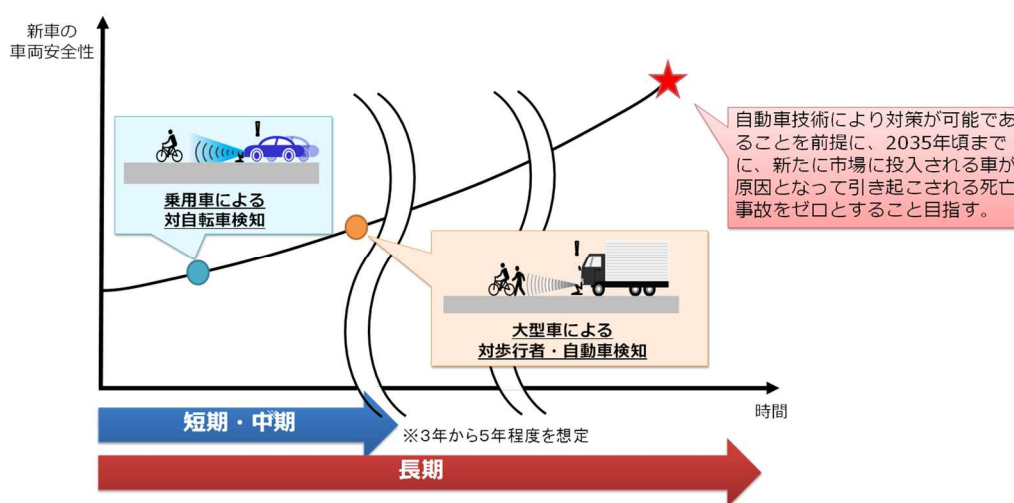 新車の
車両安全性
!
乗用車による
対自転車検知
!
大型車による
対歩行者・自動車検知
自動車技術により対策が可能であ
ることを前提に、2035年頃まで
に、新たに市場に投入される車が
原因となって引き起こされる死亡
事故をゼロとすること目指す。
時間
短期・中期※
※3年から5年程度を想定
長期